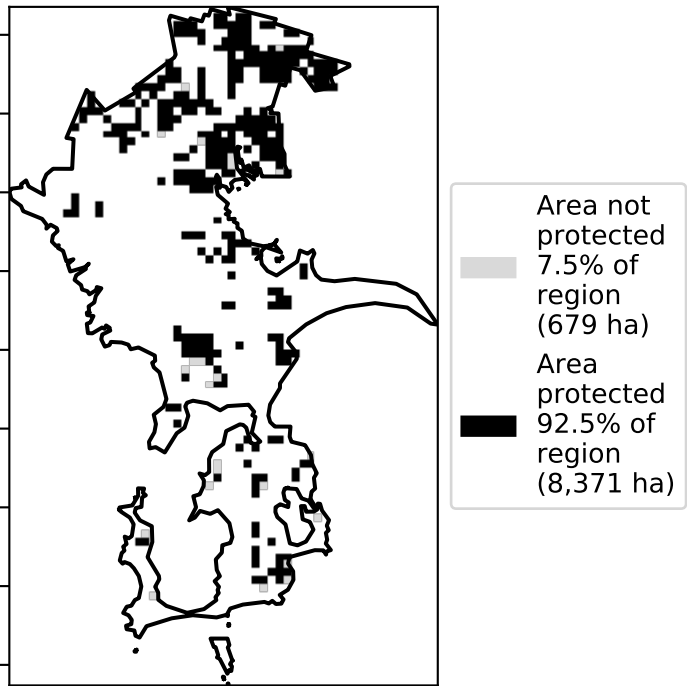 Area not
protected
7.5% of
region
(679 ha)
Area
protected
92.5% of
region
(8,371 ha)